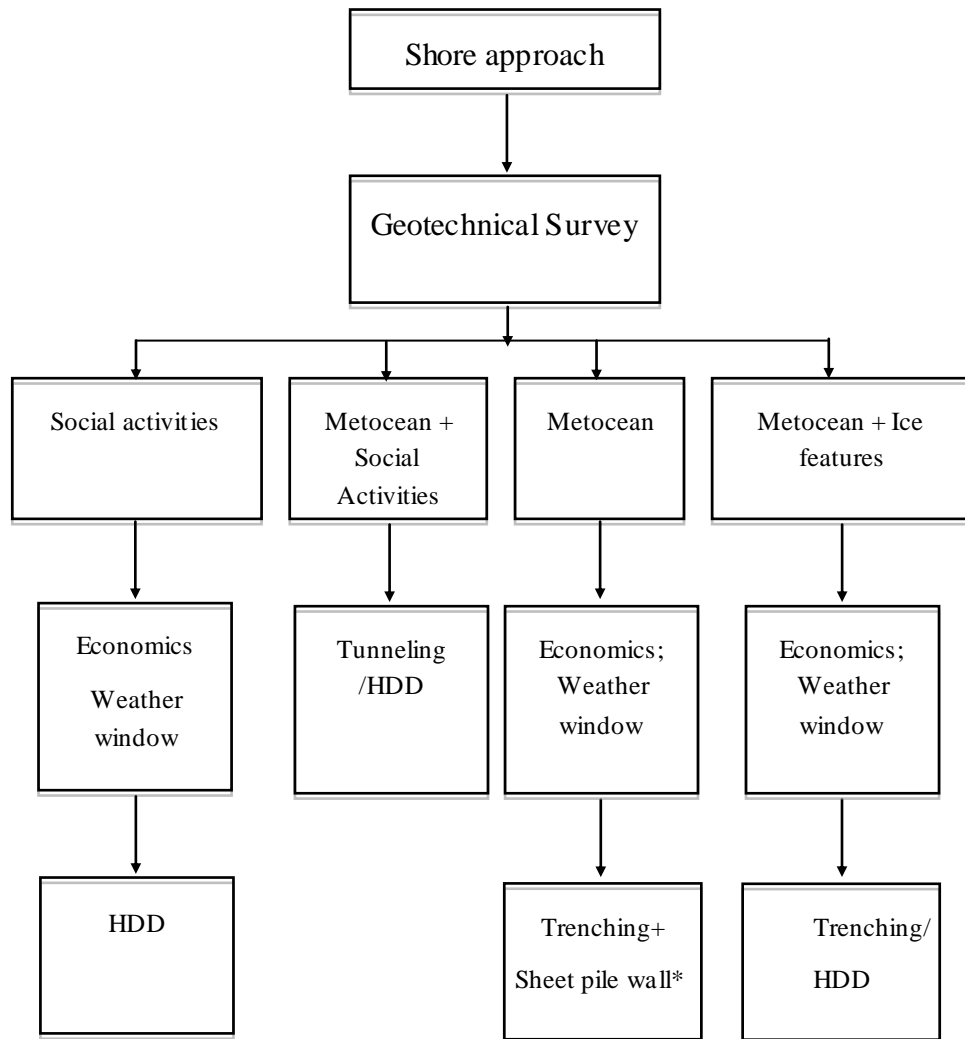 Shore approach
Geotechnical Survey
Social activities
Metocean +
Social
Activities
Metocean
Metocean + Ice
features
Economics
Weather
window
Tunneling
/HDD
Economics;
Weather
window
Economics;
Weather
window
HDD
Trenching+
Sheet pile wall*
Trenching/
HDD